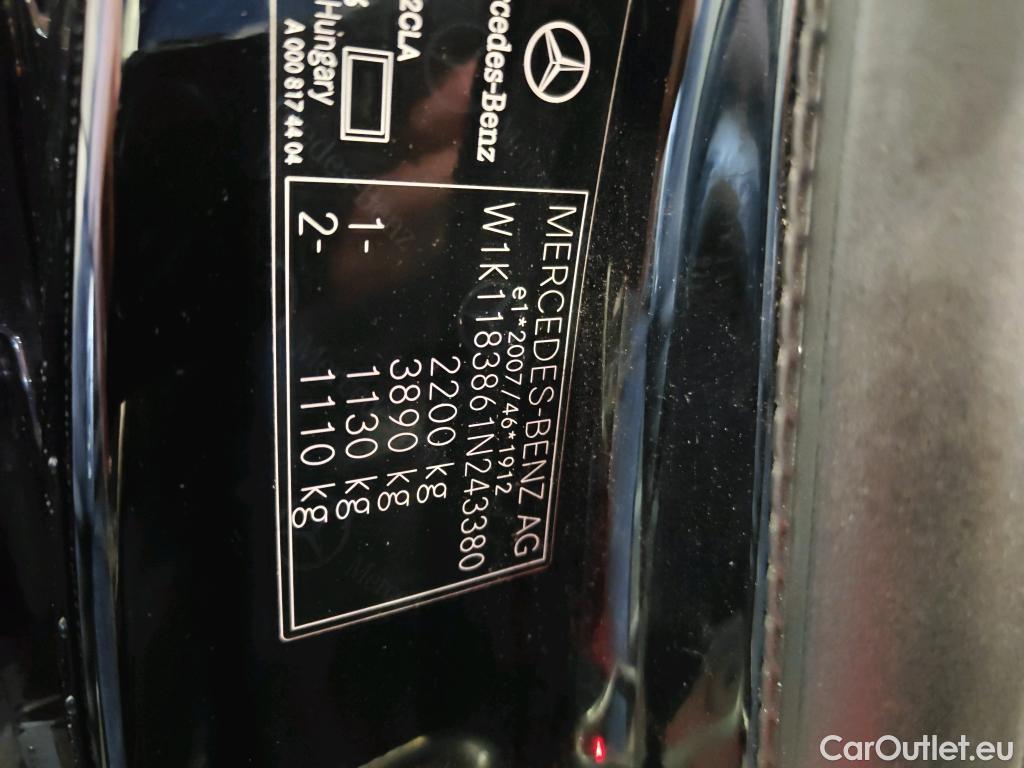 Mercedes-Benz
2CLA
Hungary
A 000 817 44 04
MERCEDES-BENZ AG
e1*2007/46*1912
W1K1183861N243380
2200 kg
3890 kg
1- 1130 kg
2- 1110 kg
CarOutlet.eu